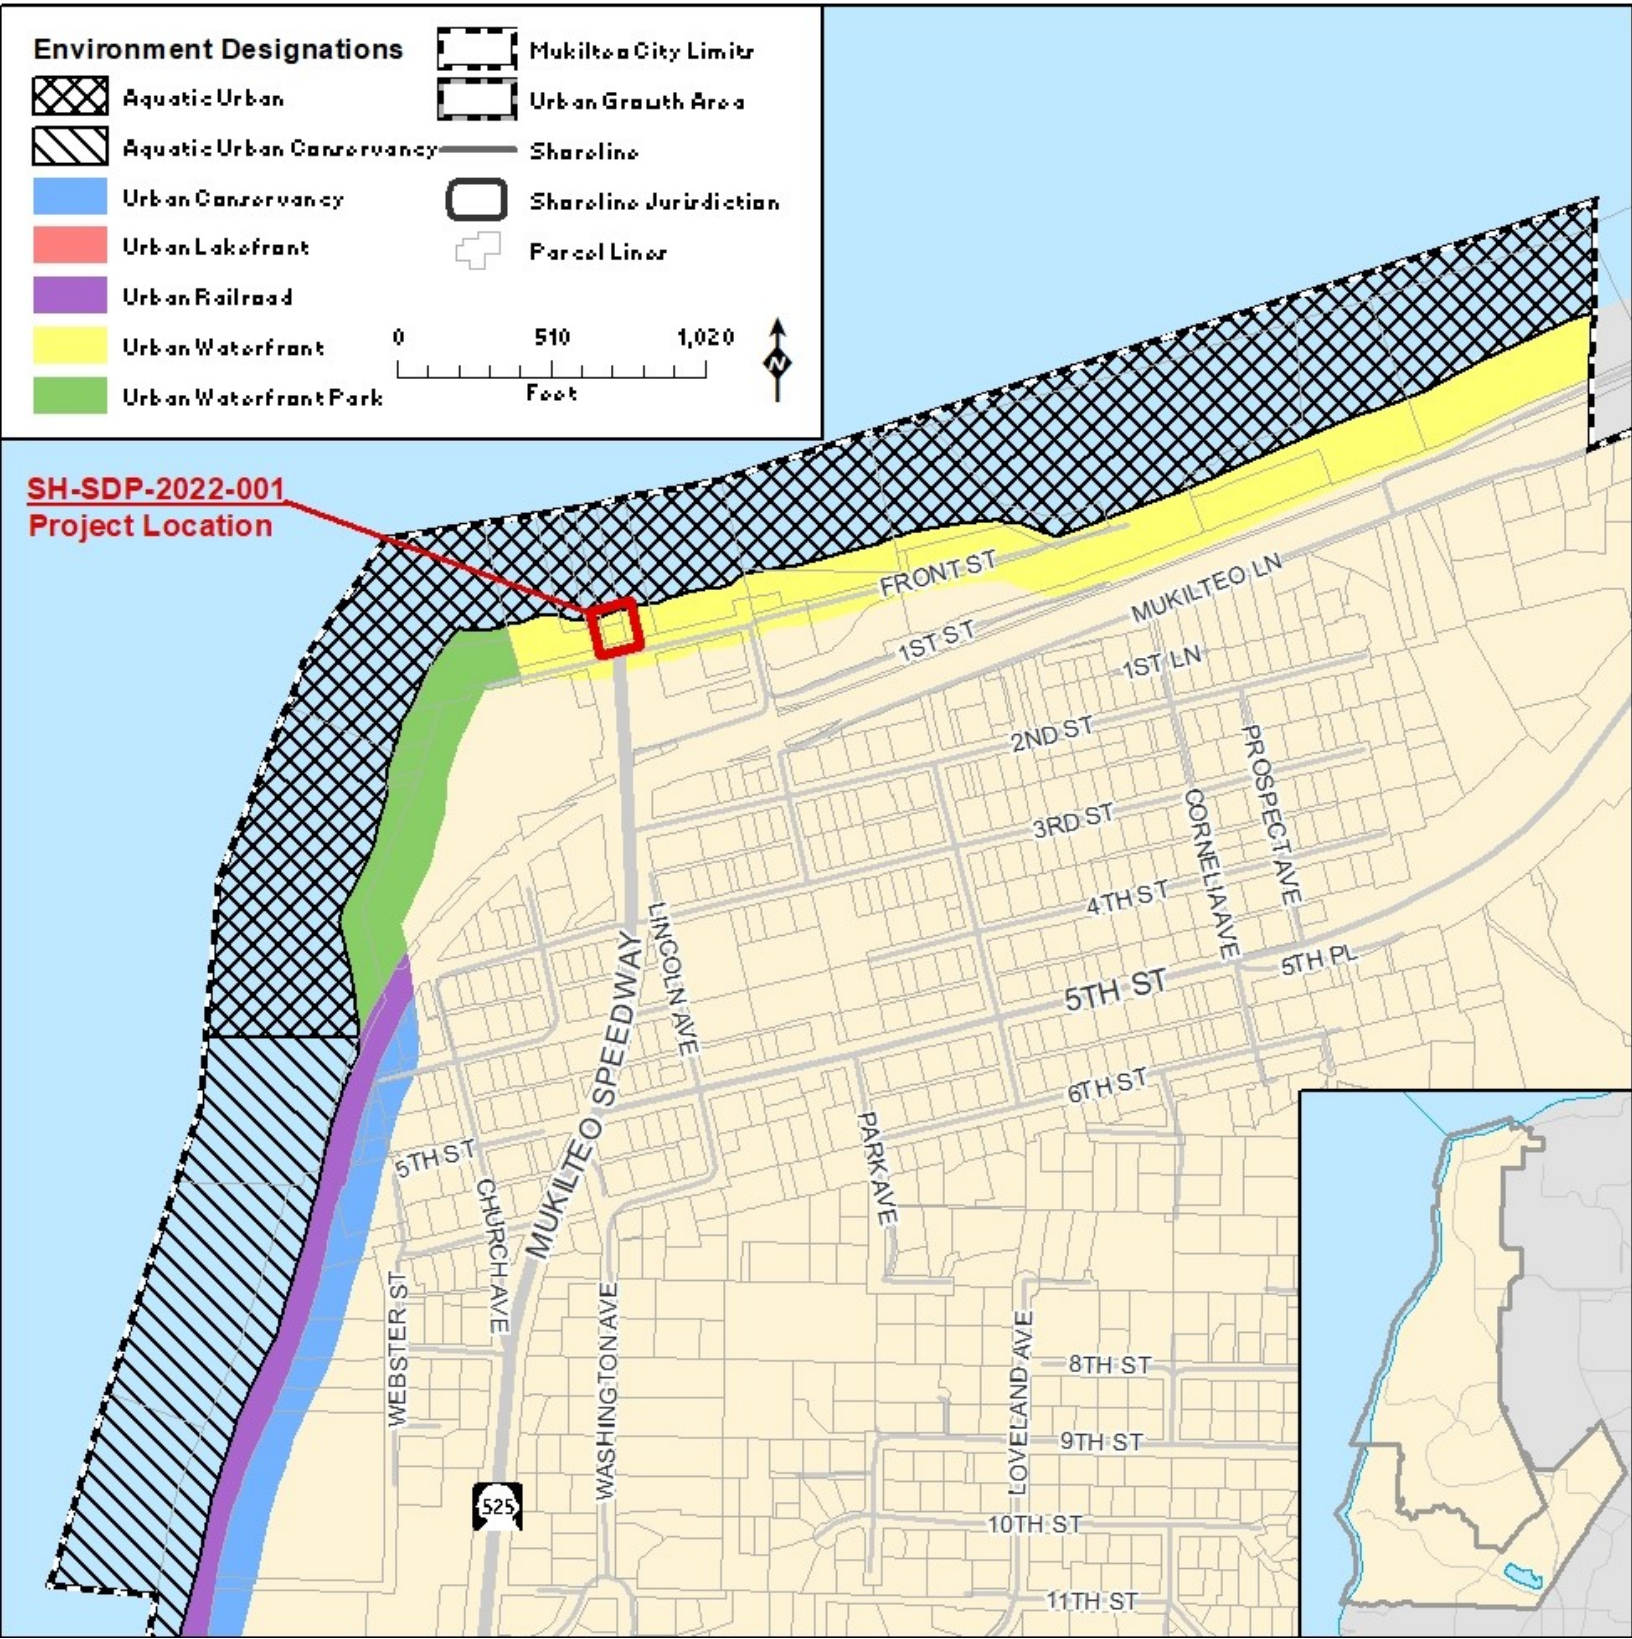 Environment Designations
Aquatic Urban
Aquatic Urban Conservancy
Urban Conservancy
Urban Lakefront
Urban Railroad
Urban Waterfront
Urban Waterfront Park
Mukilteo City Limits
Urban Growth Area
Shoreline
Shoreline Jurisdiction
Parcel Lines
0 510 1,020
Feet
N
SH-SDP-2022-001
Project Location
FRONT ST
MUKILTEO LN
1ST ST
1ST LN
2ND ST
PROSPECT AVE
3RD ST
CORNELIA AVE
4TH ST
LINCOLN AVE
5TH PL
5TH ST
MUKILTEO SPEEDWAY
6TH ST
PARK AVE
5TH ST
CHURCH AVE
WEBSTER ST
WASHINGTON AVE
LOVELAND AVE
8TH ST
9TH ST
525
10TH ST
11TH ST